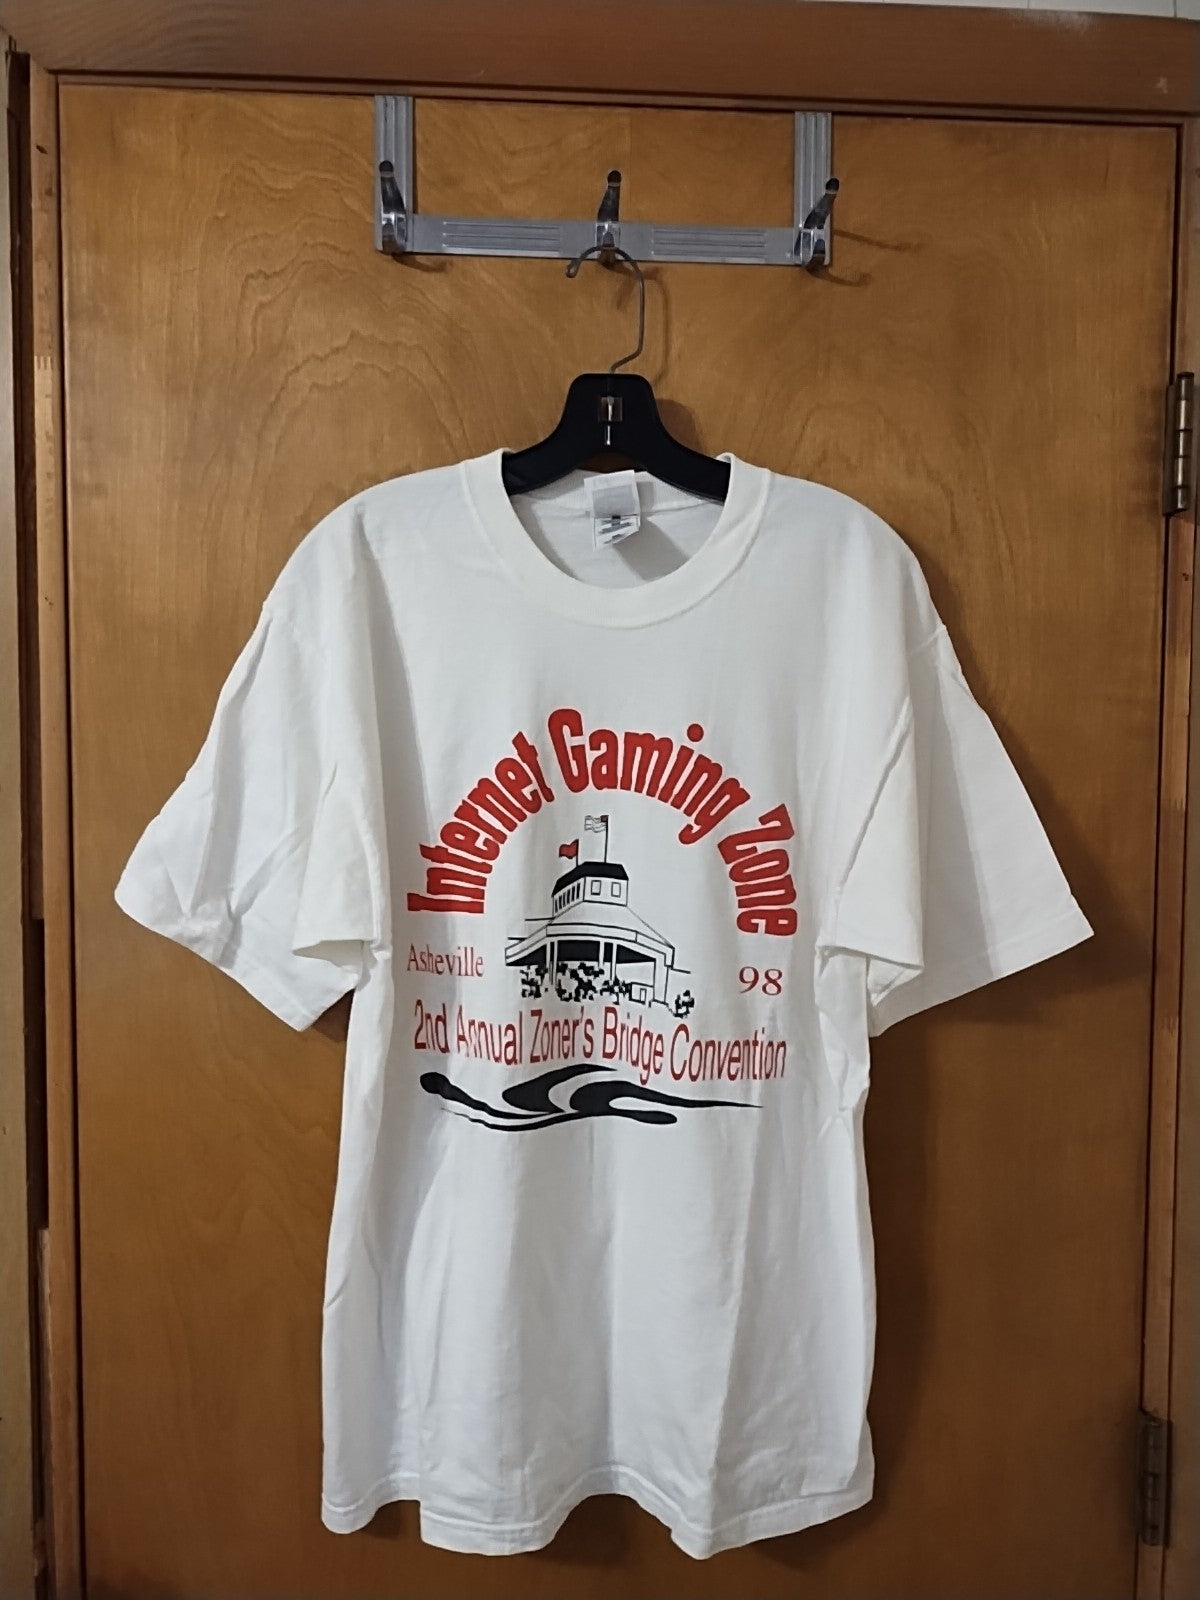 Internet Gaming Zone
Asheville 98
2nd Annual Zoner's Bridge Convention